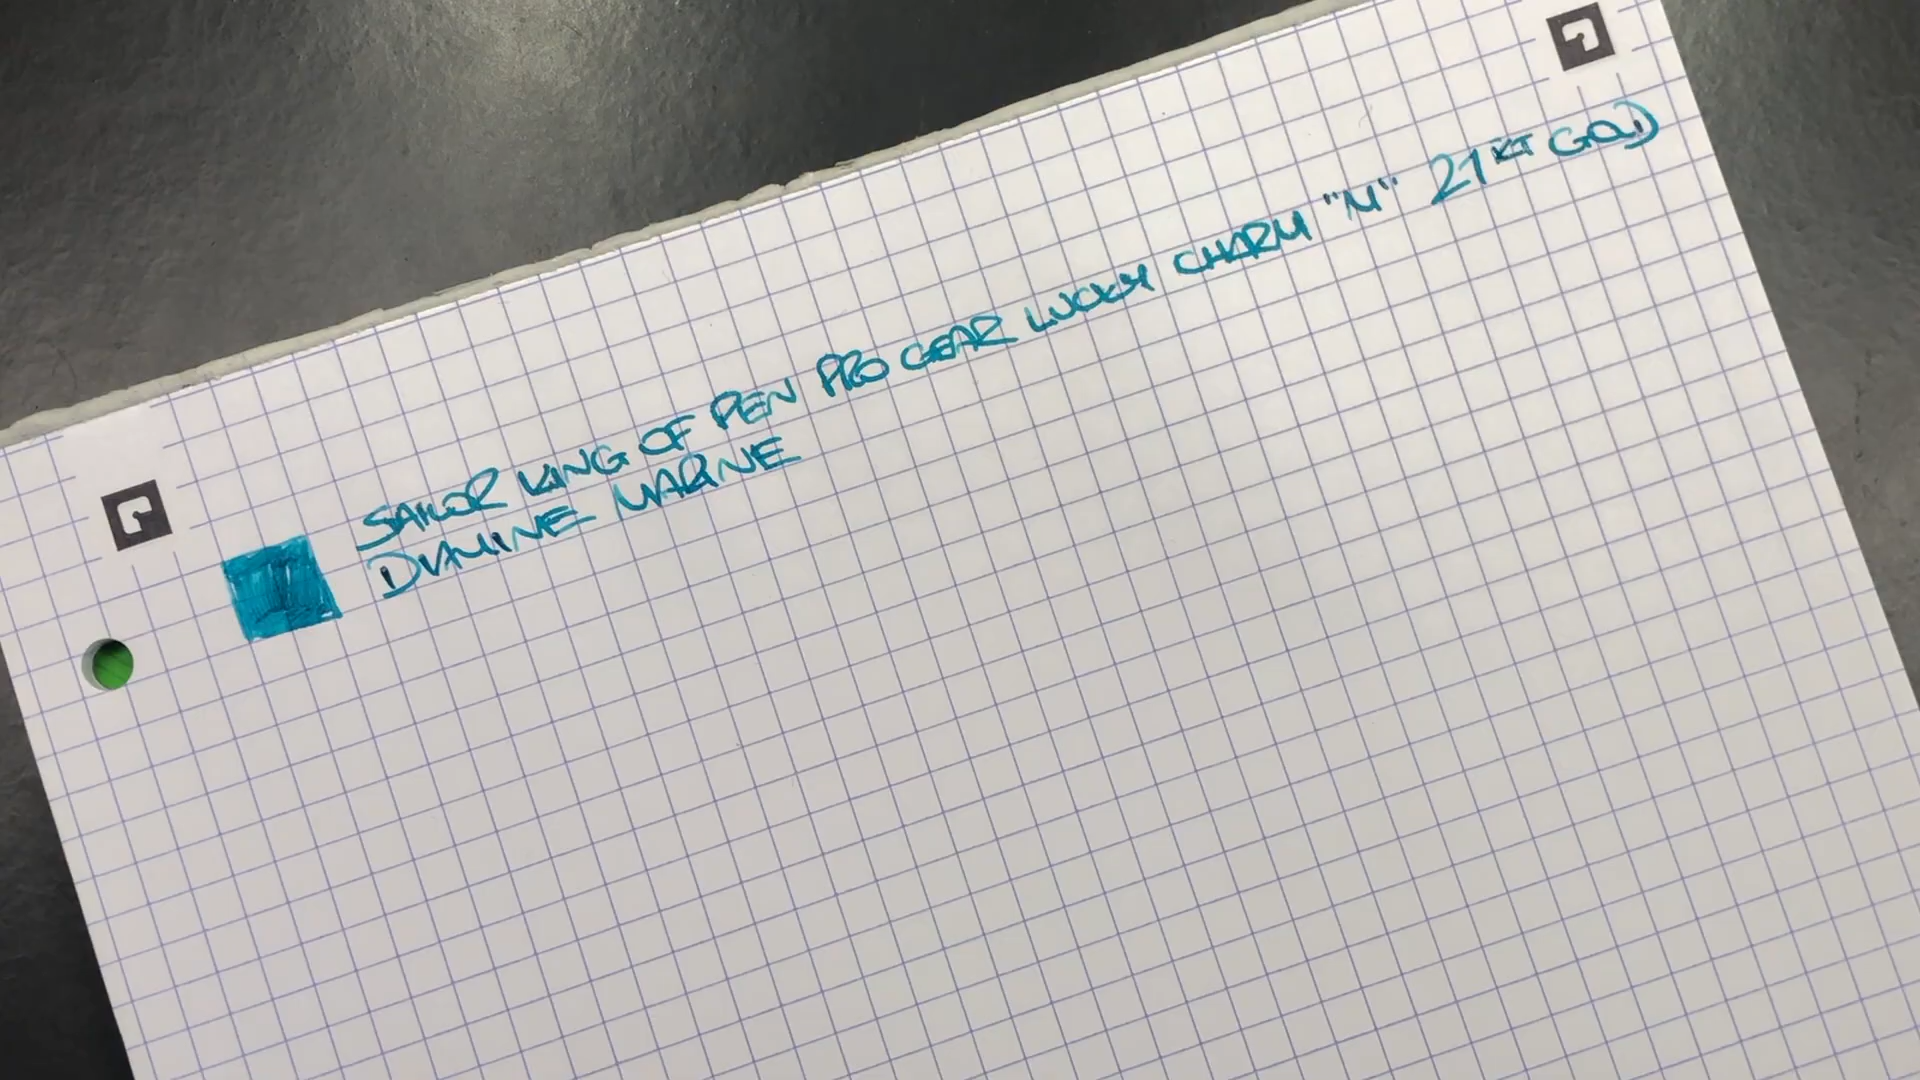 SAILOR KING OF PEN PRO GEAR LUCKY CHARM "M" 21KT GOLD
DIAMINE MARINE